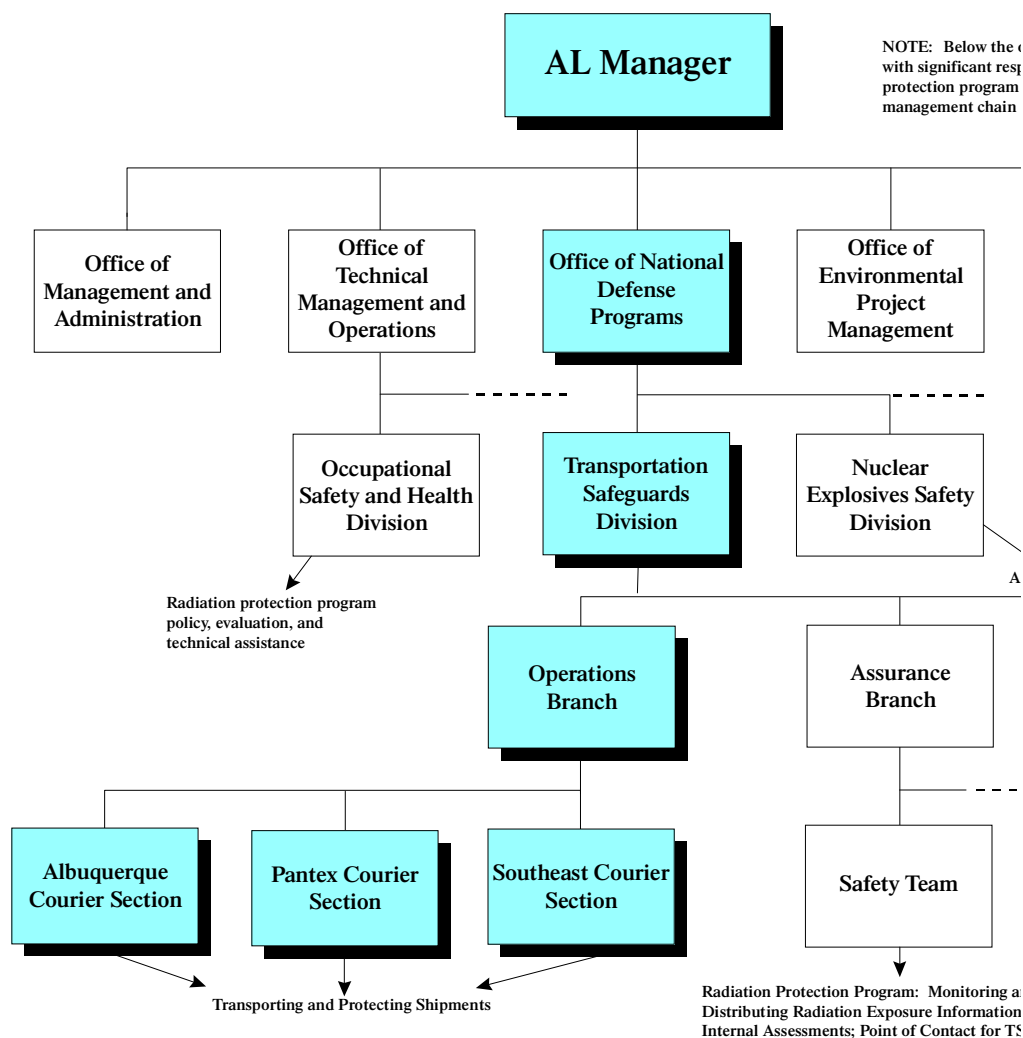 AL Manager
NOTE: Below the
with significant
protection program
management chain
Office of
Management and
Administration
Office of
Technical
Management and
Operations
Office of National
Defense
Programs
Office of
Environmental
Project
Management
Occupational
Safety and Health
Division
Transportation
Safeguards
Division
Nuclear
Explosives Safety
Division
Radiation protection program
policy, evaluation, and
technical assistance
A
Operations
Branch
Assurance
Branch
Albuquerque
Courier Section
Pantex Courier
Section
Southeast Courier
Section
Safety Team
Transporting and Protecting Shipments
Radiation Protection Program: Monitoring
Distributing Radiation Exposure Information
Internal Assessments; Point of Contact for